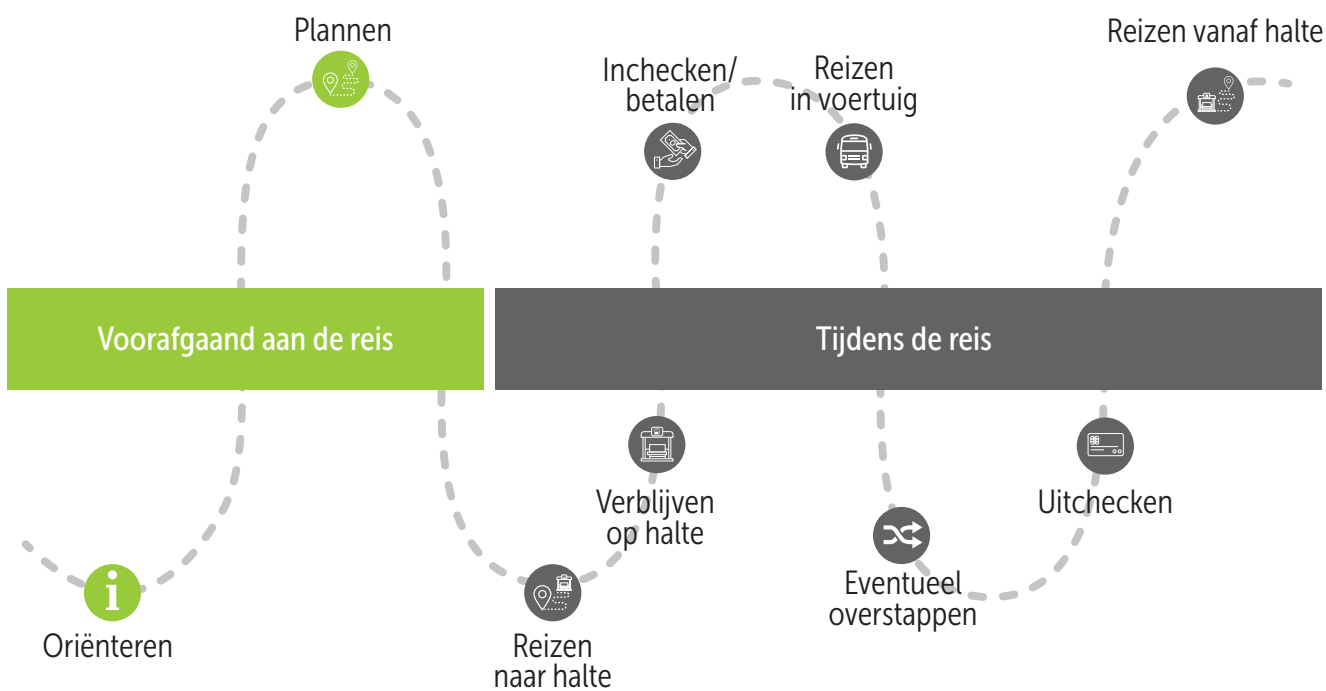 Plannen
Reizen vanaf halte
Inchecken/
betalen
Reizen
in voertuig
Voorafgaand aan de reis
Tijdens de reis
Verblijven
op halte
Uitchecken
Eventueel
overstappen
i
Oriënteren
Reizen
naar halte